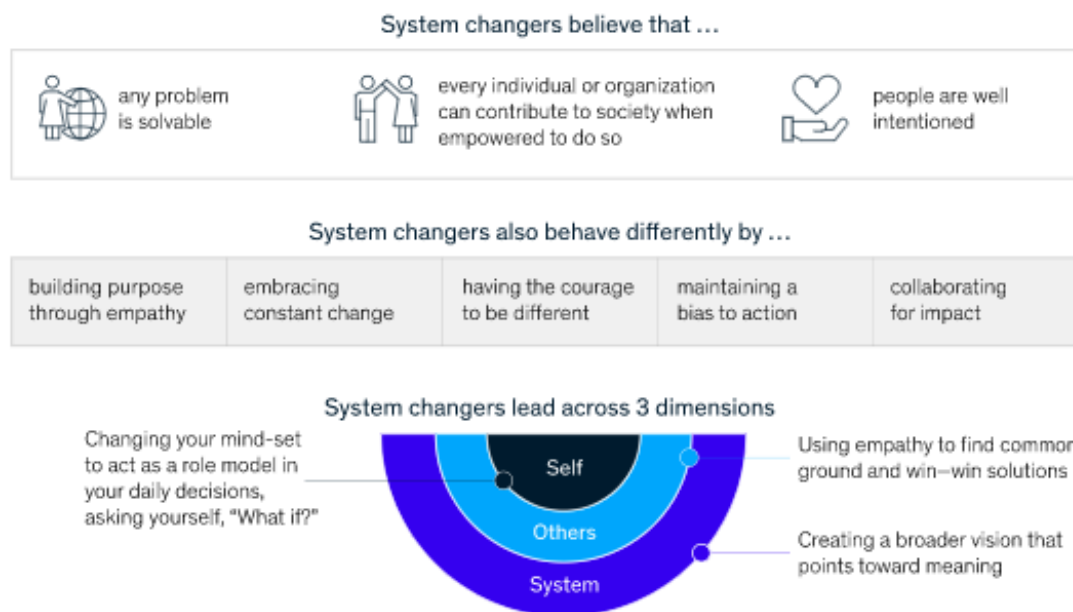 System changers believe that …
any problem
is solvable
every individual or organization
can contribute to society when
empowered to do so
people are well
intentioned
System changers also behave differently by …
building purpose
through empathy
embracing
constant change
having the courage
to be different
maintaining a
bias to action
collaborating
for impact
System changers lead across 3 dimensions
Changing your mind-set
to act as a role model in
your daily decisions,
asking yourself, “What if?”
Self
Others
System
Using empathy to find common
ground and win–win solutions
Creating a broader vision that
points toward meaning